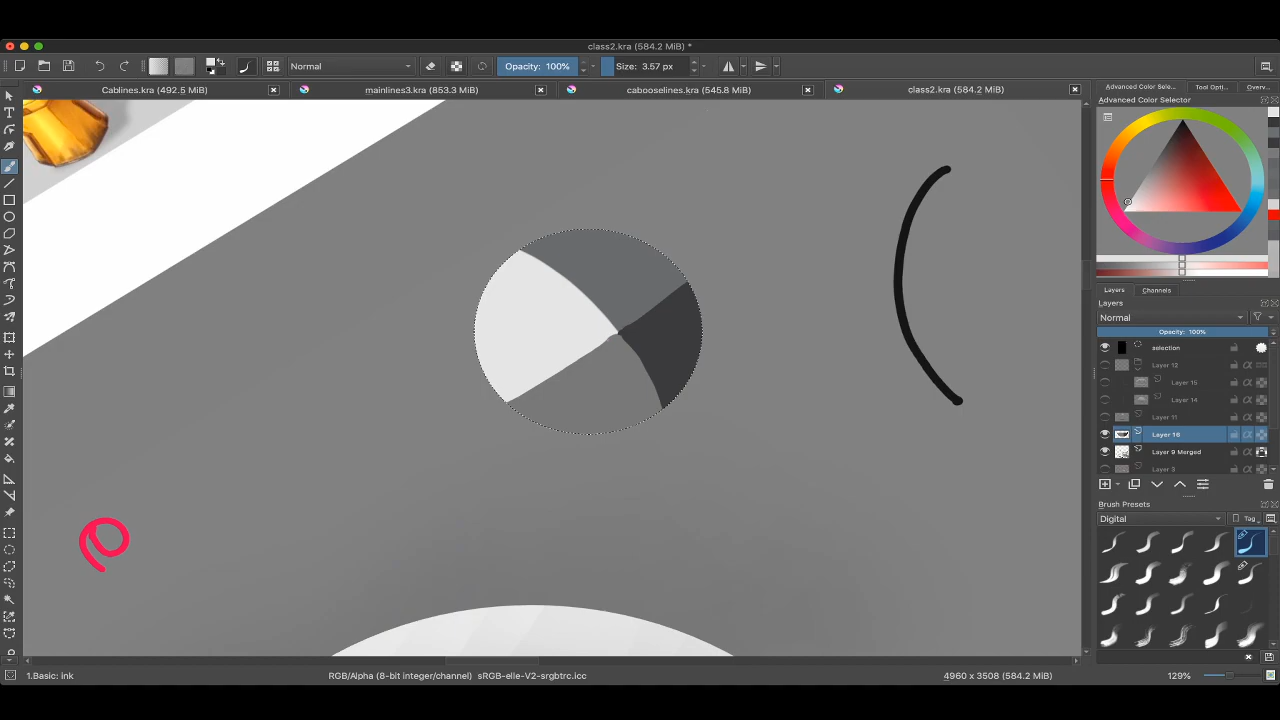 class2.kra (584.2 MiB) *
Normal
Opacity: 100%
Size: 3.57 px
Cablines.kra (492.5 MiB)
mainlines3.kra (853.3 MiB)
cabooselines.kra (545.8 MiB)
class2.kra (584.2 MiB)
Advanced Color Sele...
Tool Opti...
Overv...
Advanced Color Selector
Layers
Channels
Layers
Normal
Opacity: 100%
selection
Layer 12
Layer 15
Layer 14
Layer 11
Layer 16
Layer 9 Merged
Layer 3
Brush Presets
Digital
Tag
1.Basic: ink
RGB/Alpha (8-bit integer/channel) sRGB-elle-V2-srgbtrc.icc
4960 x 3508 (584.2 MiB)
129%